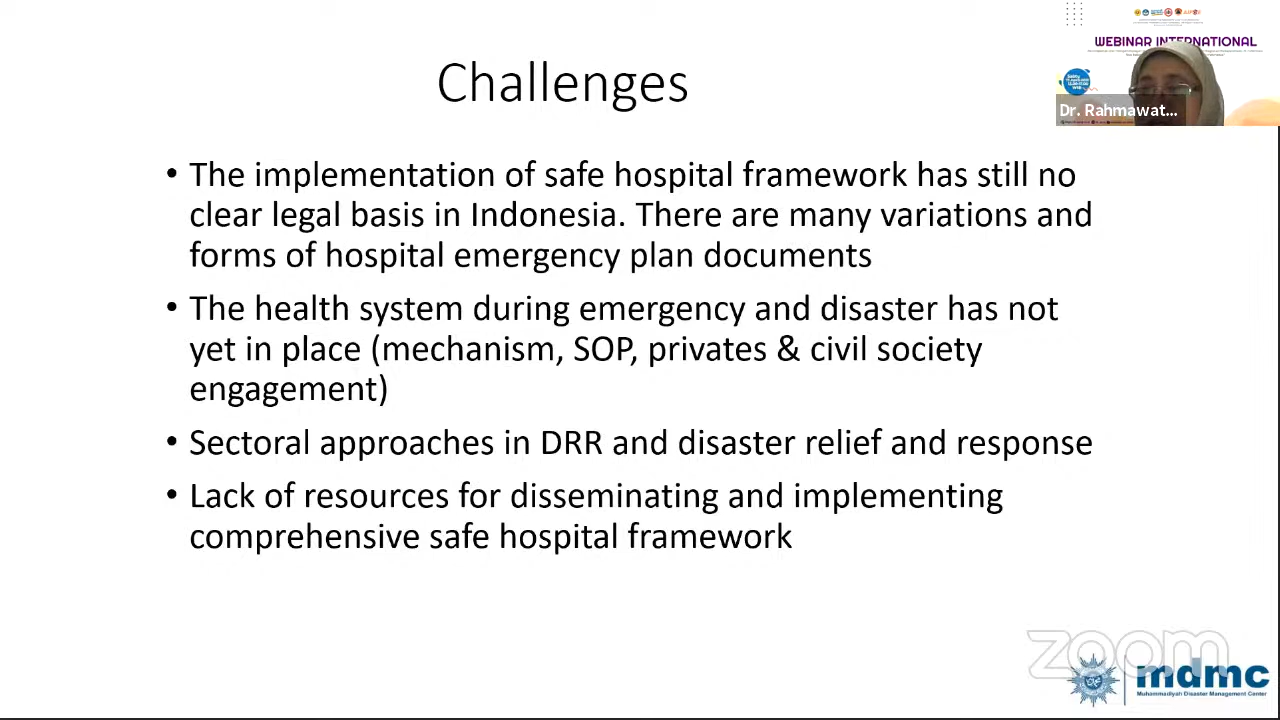 Challenges
WEBINAR INTERNATIONAL
Dr. Rahmawat...
• The implementation of safe hospital framework has still no
clear legal basis in Indonesia. There are many variations and
forms of hospital emergency plan documents
• The health system during emergency and disaster has not
yet in place (mechanism, SOP, privates & civil society
engagement)
• Sectoral approaches in DRR and disaster relief and response
• Lack of resources for disseminating and implementing
comprehensive safe hospital framework
zoom
mdmc
Muhammadiyah Disaster Management Center